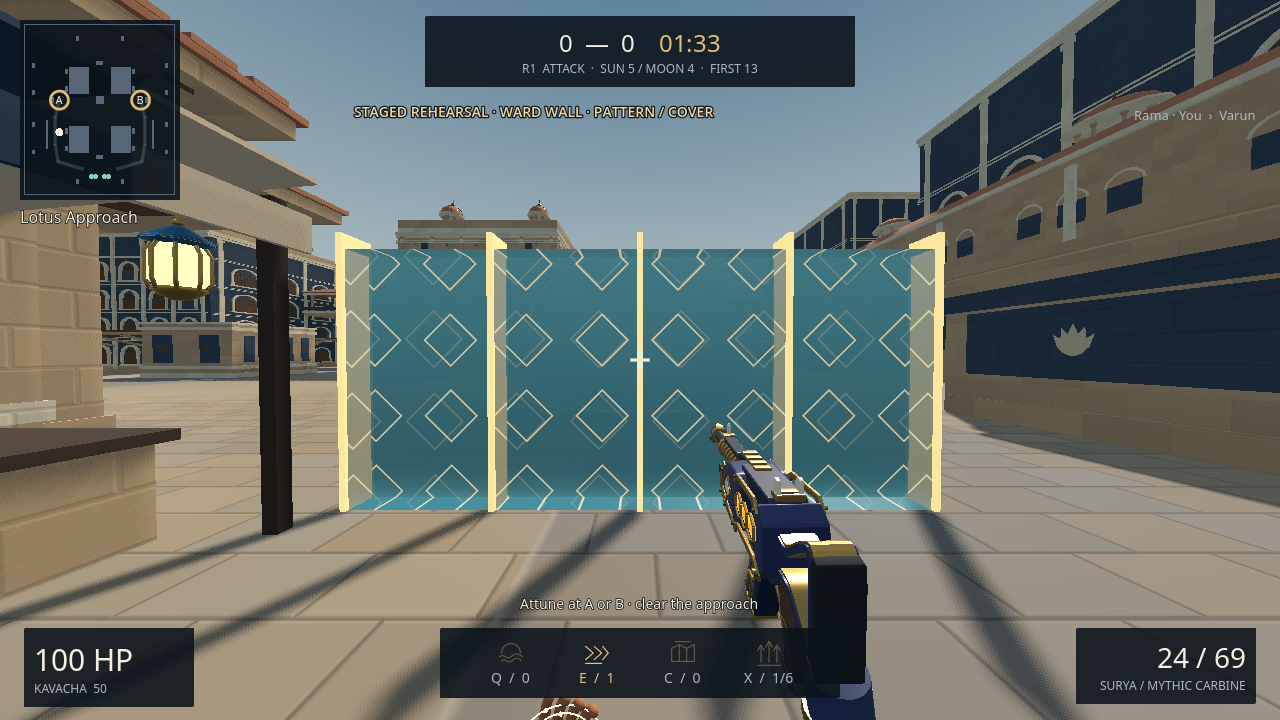 0 — 0 01:33
R1 ATTACK · SUN 5 / MOON 4 · FIRST 13
STAGED REHEARSAL · WARD WALL · PATTERN / COVER
Rama · You › Varun
A
B
Lotus Approach
Attune at A or B · clear the approach
100 HP
KAVACHA 50
Q / 0
E / 1
C / 0
X / 1/6
24 / 69
SURYA / MYTHIC CARBINE